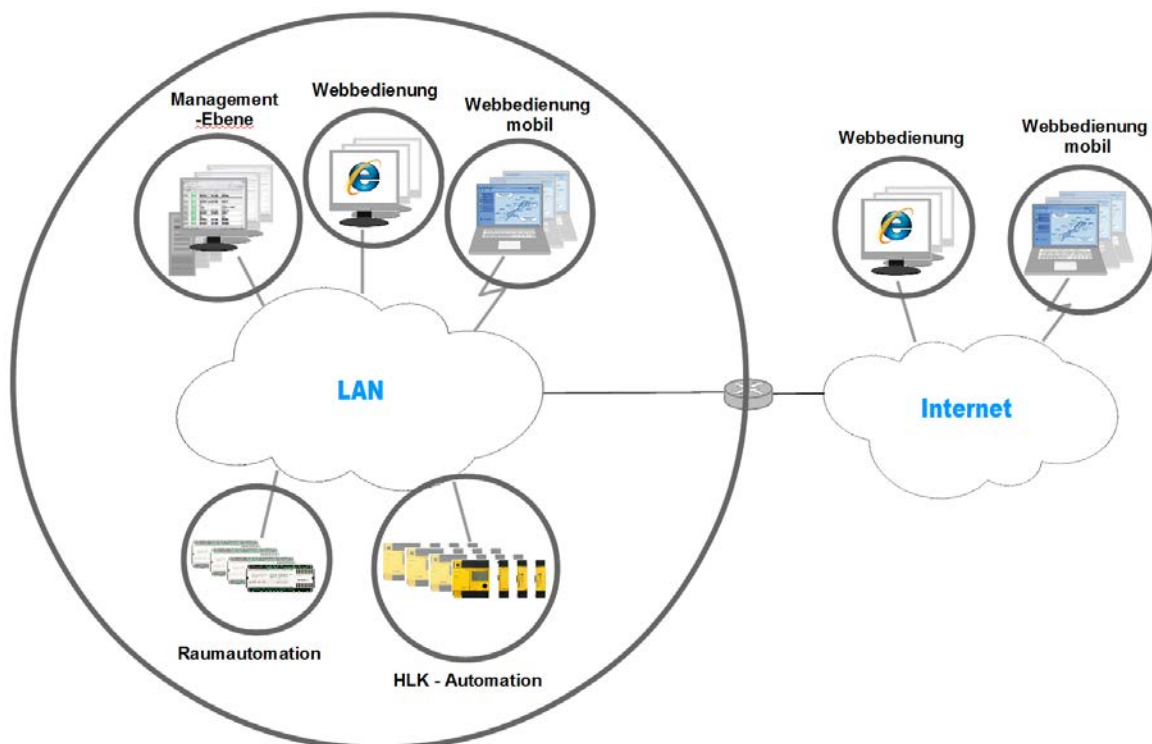 Management
-Ebene
Webbedienung
Webbedienung
mobil
Webbedienung
Webbedienung
mobil
LAN
Internet
Raumautomation
HLK - Automation